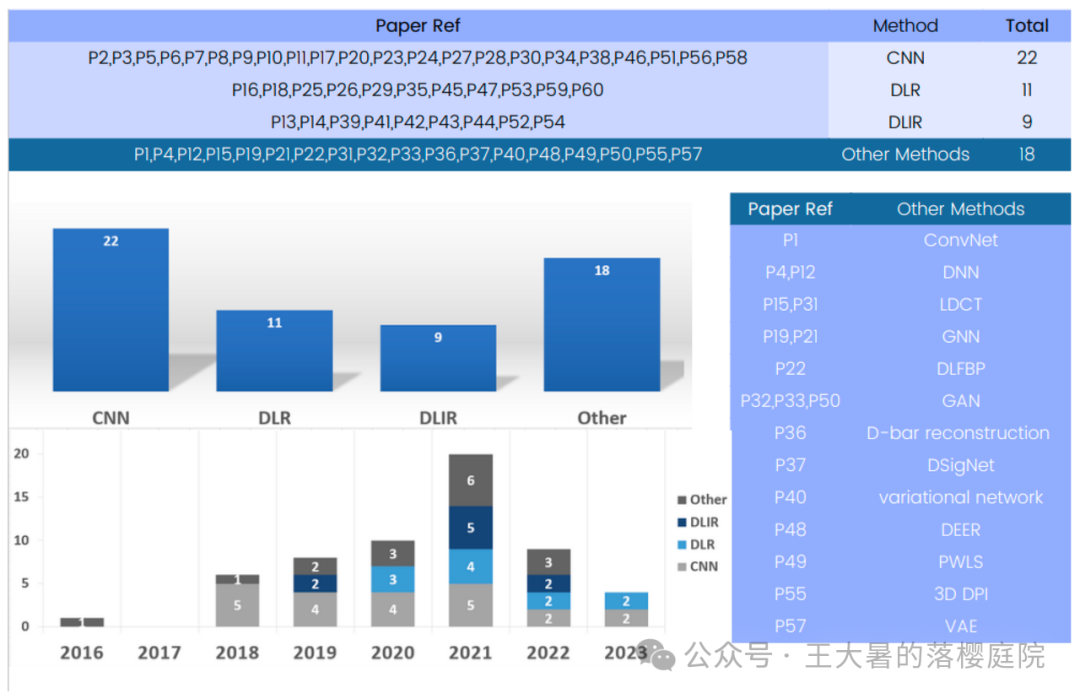 Paper Ref Method Total
P2,P3,P5,P6,P7,P8,P9,P10,P11,P17,P20,P23,P24,P27,P28,P30,P34,P38,P46,P51,P56,P58 CNN 22
P16,P18,P25,P26,P29,P35,P45,P47,P53,P59,P60 DLR 11
P13,P14,P39,P41,P42,P43,P44,P52,P54 DLIR 9
P1,P4,P12,P15,P19,P21,P22,P31,P32,P33,P36,P37,P40,P48,P49,P50,P55,P57 Other Methods 18
22
11
9
18
CNN DLR DLIR Other
20
15
10
5
0
1
1
5
2
2
4
3
3
4
6
5
4
5
3
2
2
2
2
2
2016 2017 2018 2019 2020 2021 2022 2023
Other
DLIR
DLR
CNN
Paper Ref Other Methods
P1 ConvNet
P4,P12 DNN
P15,P31 LDCT
P19,P21 GNN
P22 DLFBP
P32,P33,P50 GAN
P36 D-bar reconstruction
P37 DSigNet
P40 variational network
P48 DEER
P49 PWLS
P55 3D DPI
P57 VAE
公众号 · 王大暑的落樱庭院